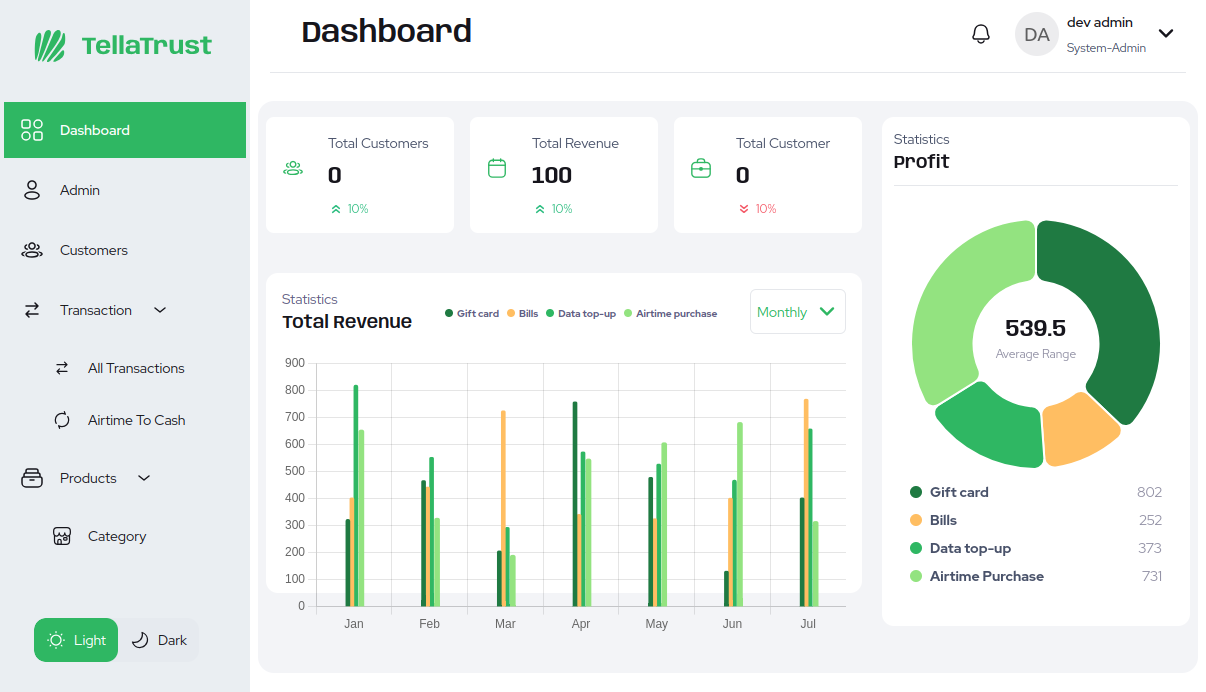 TellaTrust
Dashboard
Admin
Customers
Transaction
All Transactions
Airtime To Cash
Products
Category
Light
Dark
Dashboard
DA
dev admin
System-Admin
Total Customers
0
10%
Total Revenue
100
10%
Total Customer
0
10%
Statistics
Total Revenue
Gift card Bills Data top-up Airtime purchase
Monthly
900
800
700
600
500
400
300
200
100
0
Jan Feb Mar Apr May Jun Jul
Statistics
Profit
539.5
Average Range
Gift card 802
Bills 252
Data top-up 373
Airtime Purchase 731